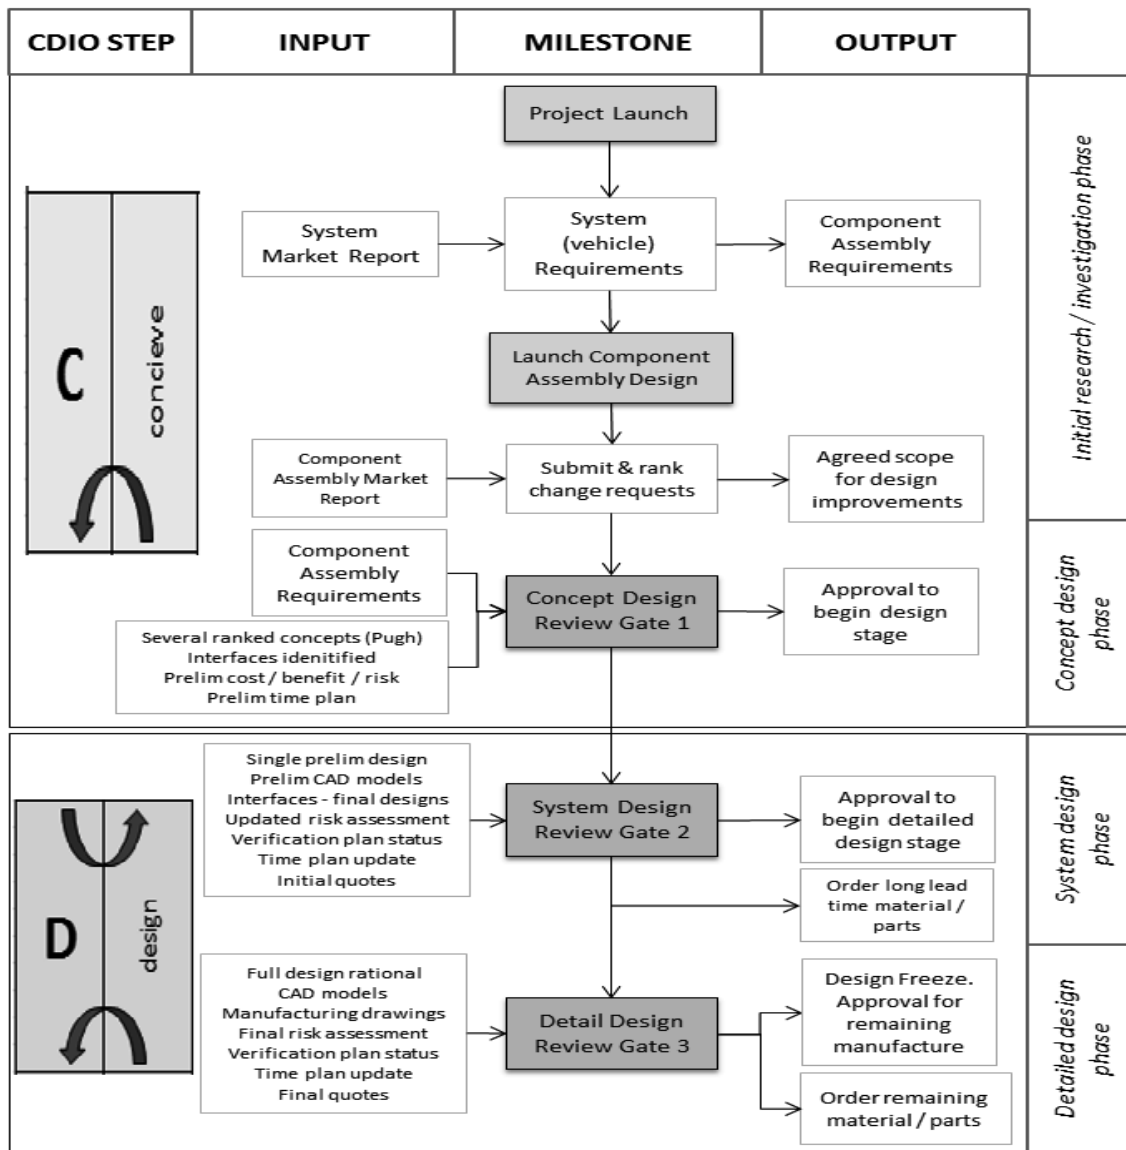 CDIO STEP
INPUT
MILESTONE
OUTPUT
Project Launch
System
Market Report
System
(vehicle)
Requirements
Component
Assembly
Requirements
Launch Component
Assembly Design
Component
Assembly Market
Report
Submit & rank
change requests
Agreed scope
for design
improvements
Component
Assembly
Requirements
Several ranked concepts (Pugh)
Interfaces idenitified
Prelim cost / benefit / risk
Prelim time plan
Concept Design
Review Gate 1
Approval to
begin design
stage
C
concieve
Initial research / investigation phase
Concept design
phase
Single prelim design
Prelim CAD models
Interfaces - final designs
Updated risk assessment
Verification plan status
Time plan update
Initial quotes
System Design
Review Gate 2
Approval to
begin detailed
design stage
Order long lead
time material /
parts
Full design rational
CAD models
Manufacturing drawings
Final risk assessment
Verification plan status
Time plan update
Final quotes
Detail Design
Review Gate 3
Design Freeze.
Approval for
remaining
manufacture
Order remaining
material / parts
D
design
System design
phase
Detailed design
phase